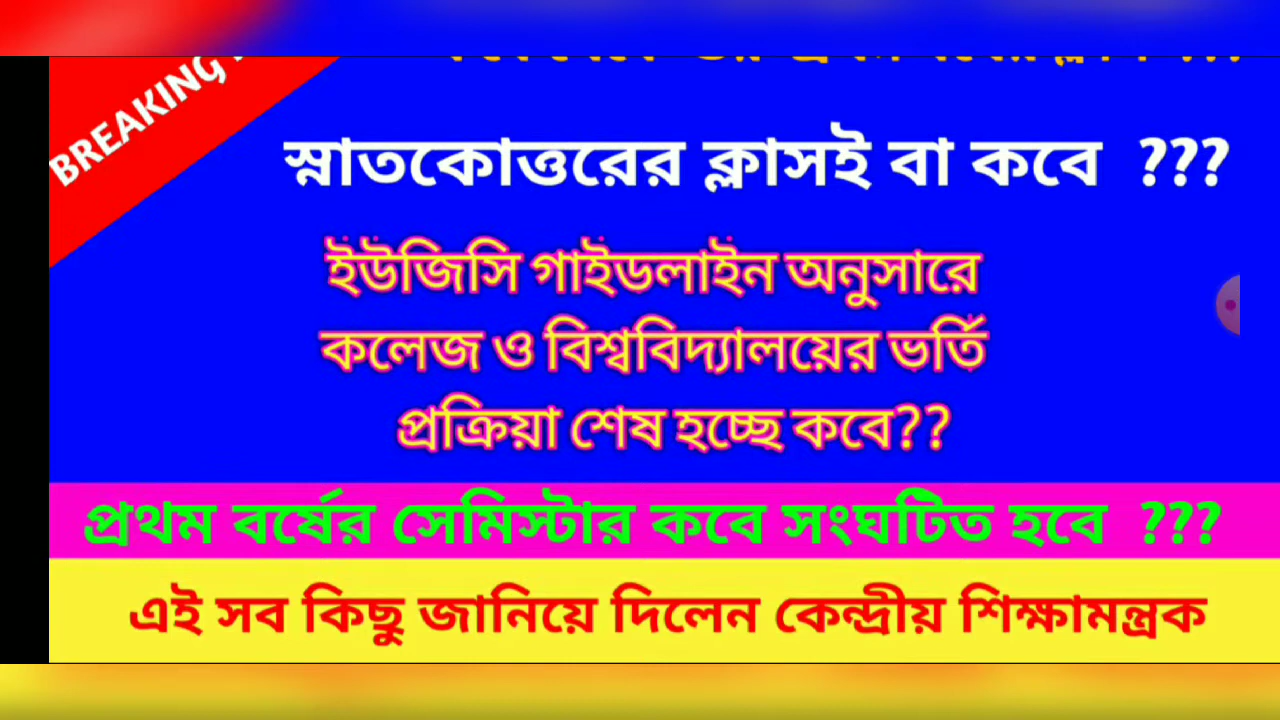 BREAKING
স্নাতকোত্তরের ক্লাসই বা কবে ???
ইউজিসি গাইডলাইন অনুসারে
কলেজ ও বিশ্ববিদ্যালয়ের ভর্তি
প্রক্রিয়া শেষ হচ্ছে কবে??
প্রথম বর্ষের সেমিস্টার কবে সংঘটিত হবে ???
এই সব কিছু জানিয়ে দিলেন কেন্দ্রীয় শিক্ষামন্ত্রক